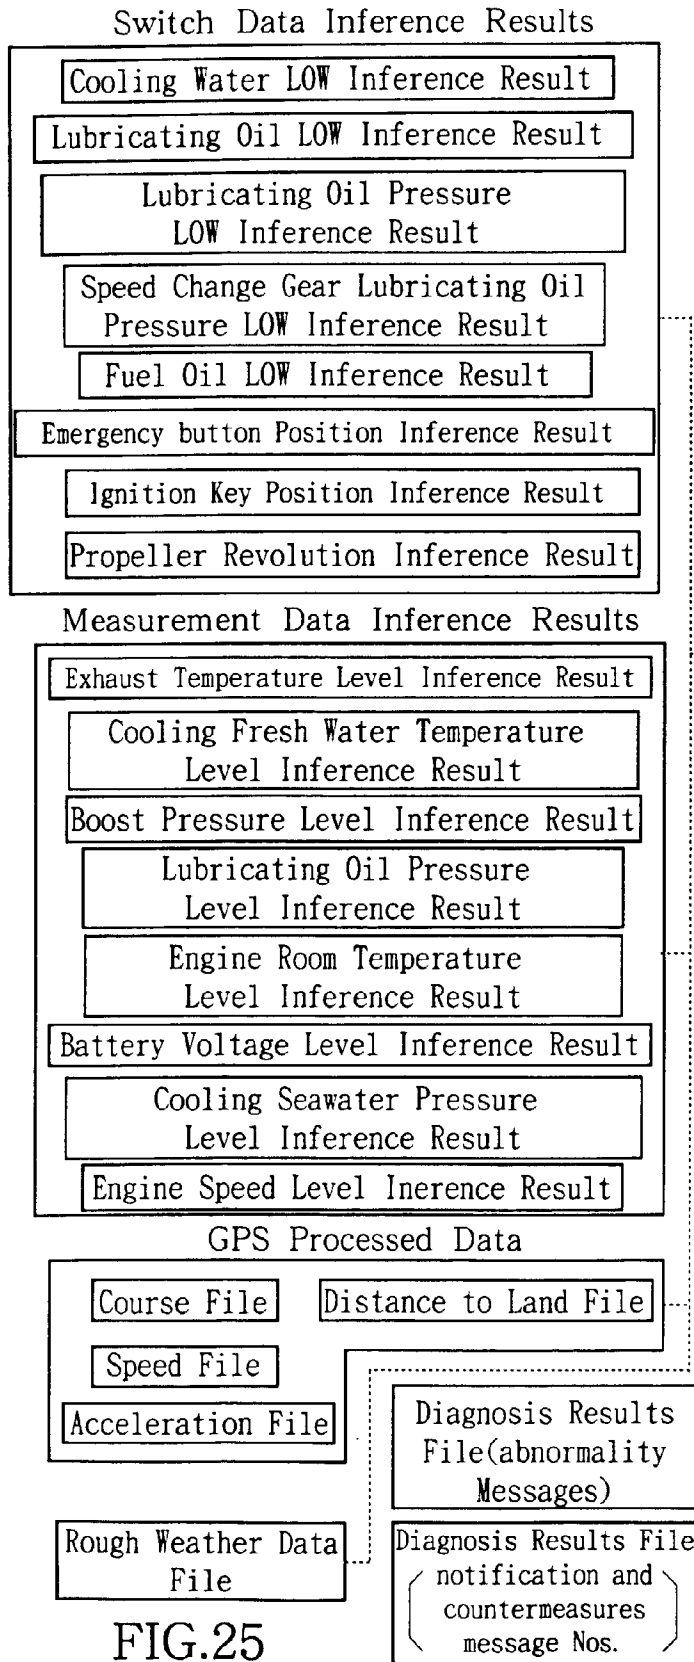 Switch Data Inference Results
Cooling Water LOW Inference Result
Lubricating Oil LOW Inference Result
Lubricating Oil Pressure
LOW Inference Result
Speed Change Gear Lubricating Oil
Pressure LOW Inference Result
Fuel Oil LOW Inference Result
Emergency button Position Inference Result
Ignition Key Position Inference Result
Propeller Revolution Inference Result
Measurement Data Inference Results
Exhaust Temperature Level Inference Result
Cooling Fresh Water Temperature
Level Inference Result
Boost Pressure Level Inference Result
Lubricating Oil Pressure
Level Inference Result
Engine Room Temperature
Level Inference Result
Battery Voltage Level Inference Result
Cooling Seawater Pressure
Level Inference Result
Engine Speed Level Inerence Result
GPS Processed Data
Course File
Distance to Land File
Speed File
Acceleration File
Diagnosis Results
File(abnormality
Messages)
Rough Weather Data
File
Diagnosis Results File
notification and
countermeasures
message Nos.
FIG.25